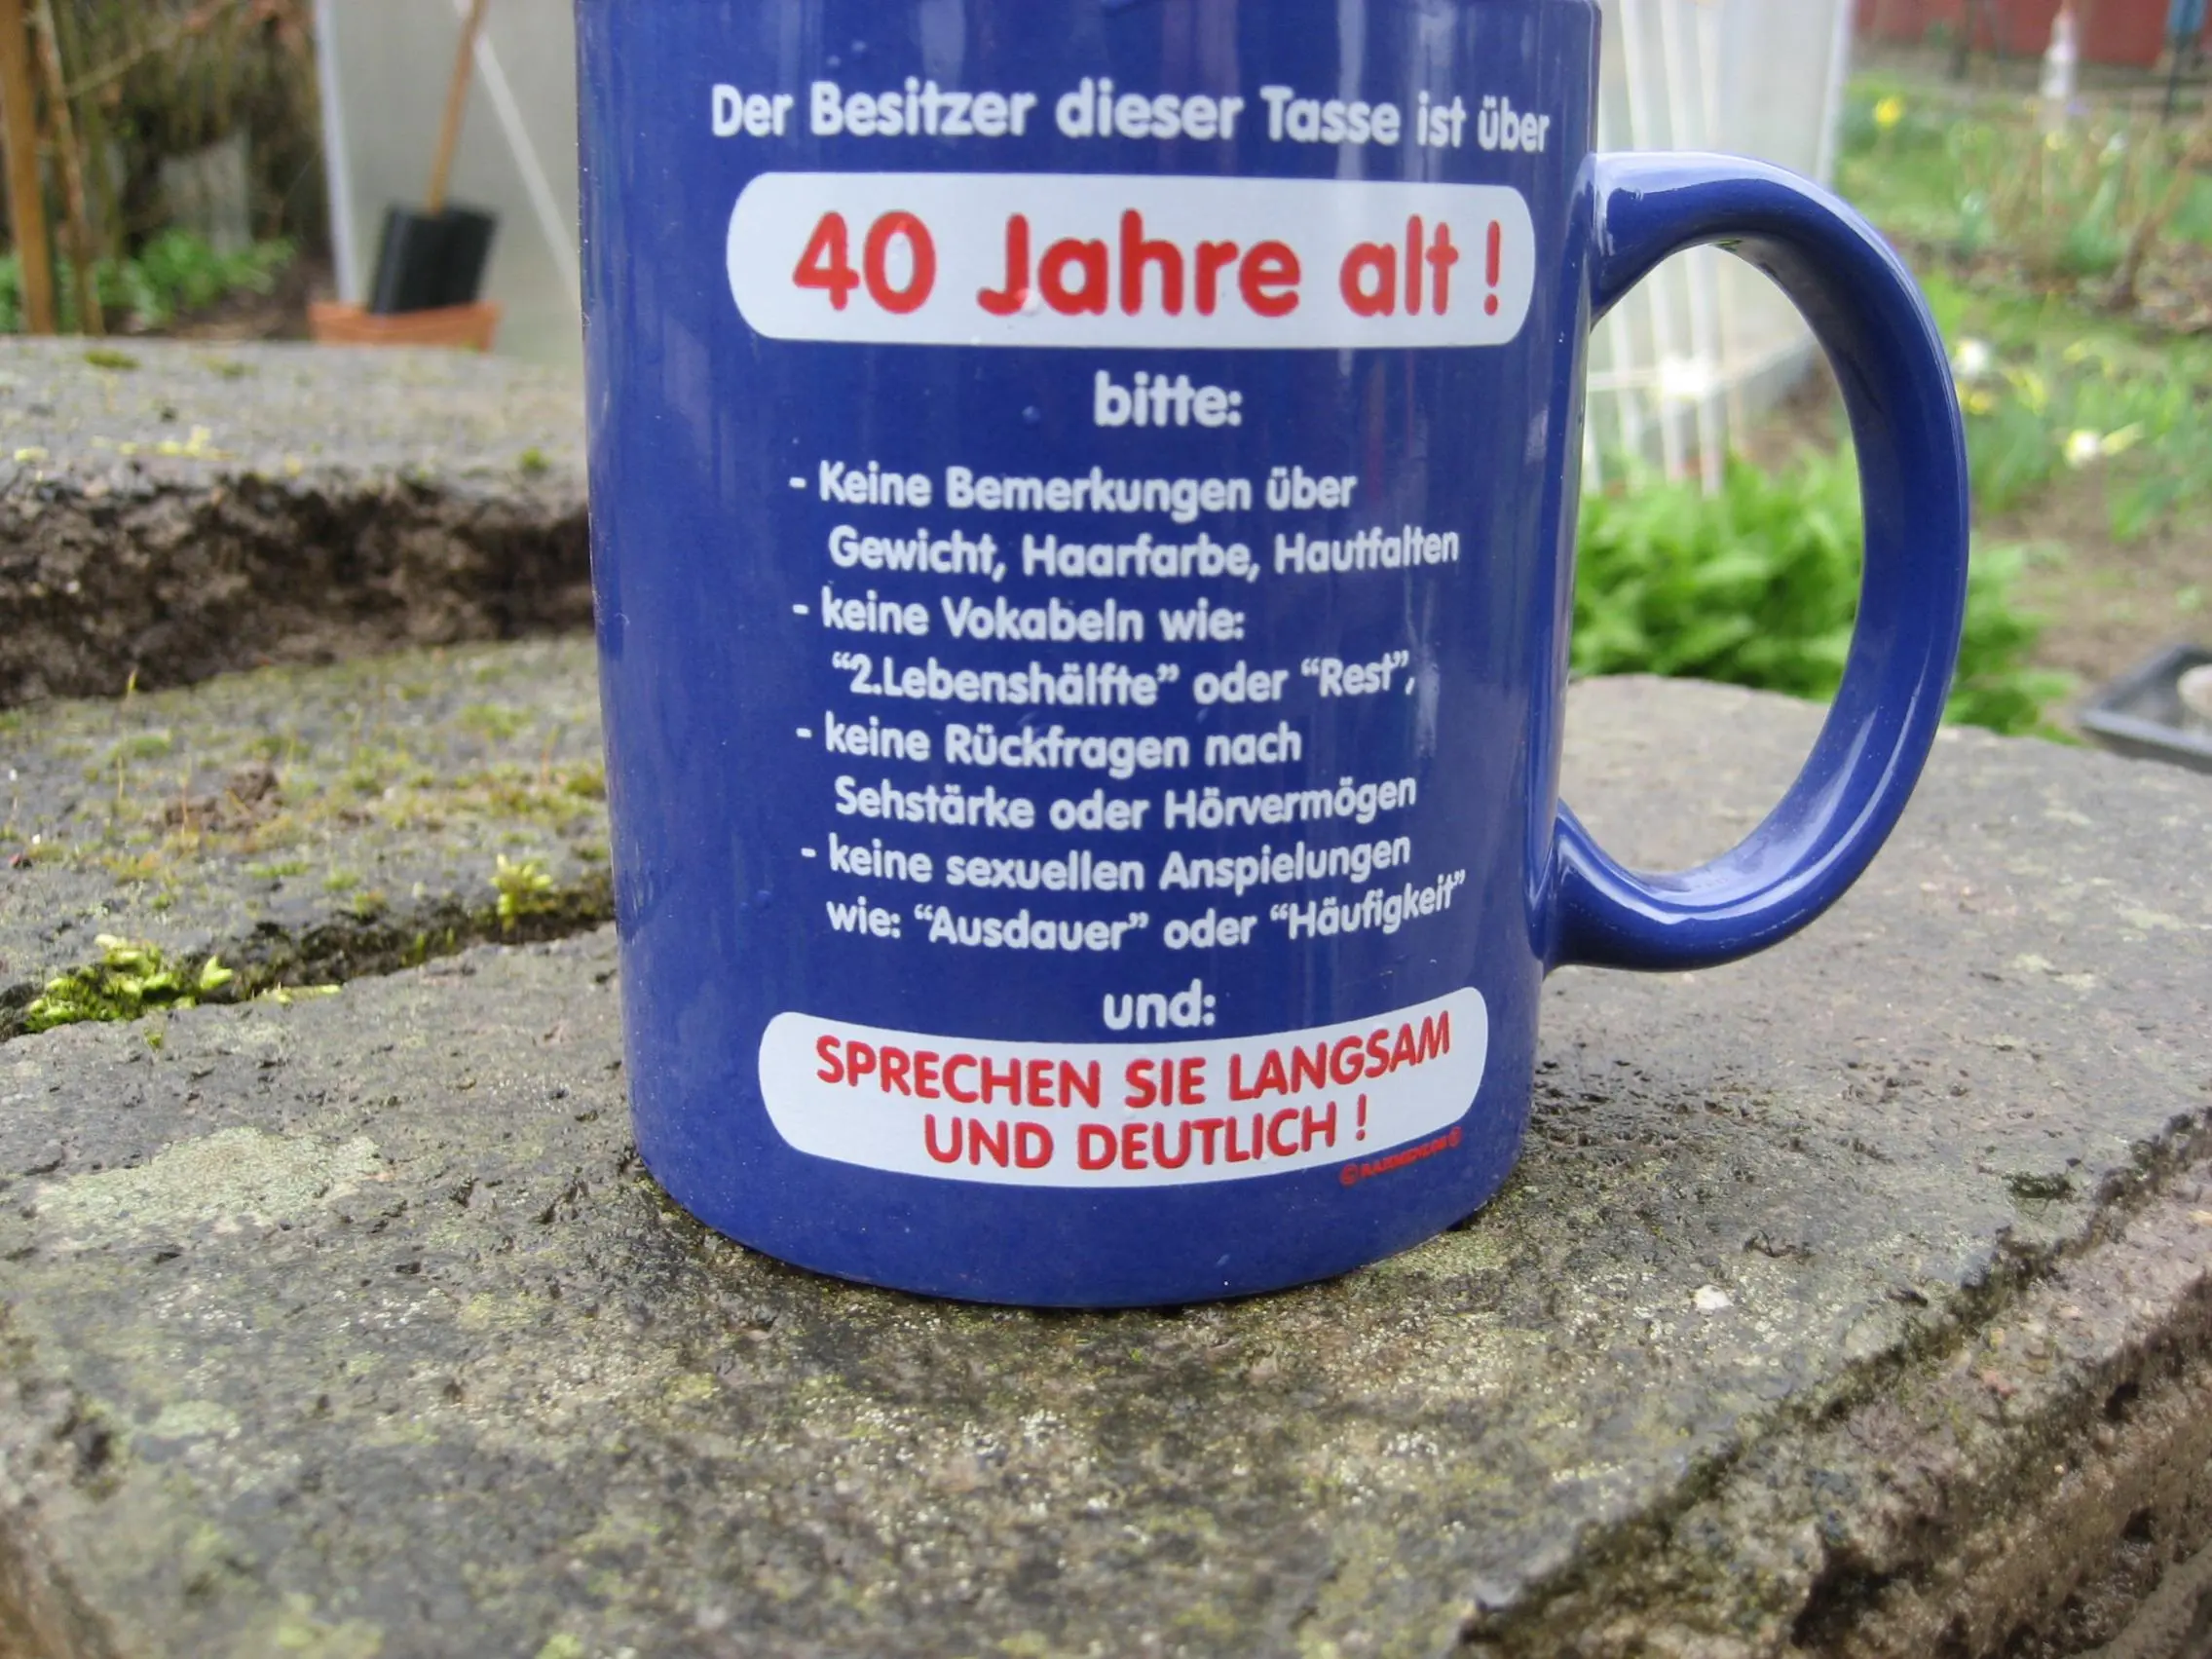 Der Besitzer dieser Tasse ist über
40 Jahre alt !
bitte:
- Keine Bemerkungen über
Gewicht, Haarfarbe, Hautfalten
- keine Vokabeln wie:
“2.Lebenshälfte” oder “Rest”,
- keine Rückfragen nach
Sehstärke oder Hörvermögen
- keine sexuellen Anspielungen
wie: “Ausdauer” oder “Häufigkeit”
und:
SPRECHEN SIE LANGSAM
UND DEUTLICH !